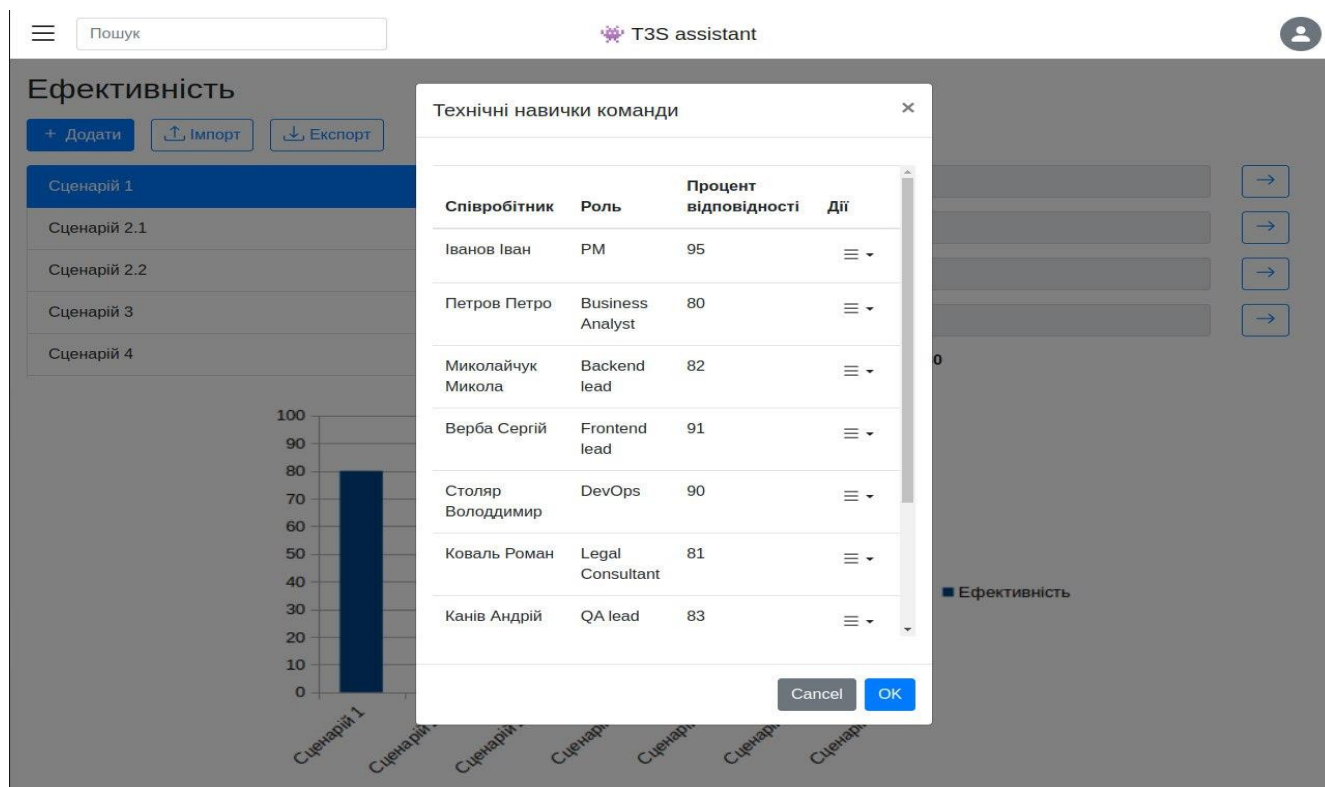 Пошук
T3S assistant
Ефективність
+ Додати
Імпорт
Експорт
Сценарій 1
Сценарій 2.1
Сценарій 2.2
Сценарій 3
Сценарій 4
Технічні навички команди
×
Співробітник Роль Процент відповідності Дії
Іванов Іван PM 95
Петров Петро Business Analyst 80
Миколайчук Микола Backend lead 82
Верба Сергій Frontend lead 91
Столяр Володдимир DevOps 90
Коваль Роман Legal Consultant 81
Канів Андрій QA lead 83
Cancel OK
0
100
90
80
70
60
50
40
30
20
10
0
Сценарій 1
Ефективність